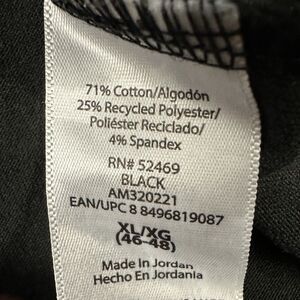 71% Cotton/Algodón
25% Recycled Polyester/
Poliéster Reciclado/
4% Spandex
RN# 52469
BLACK
AM320221
EAN/UPC 8 8496819087
XL/XG
(46-48)
Made In Jordan
Hecho En Jordania